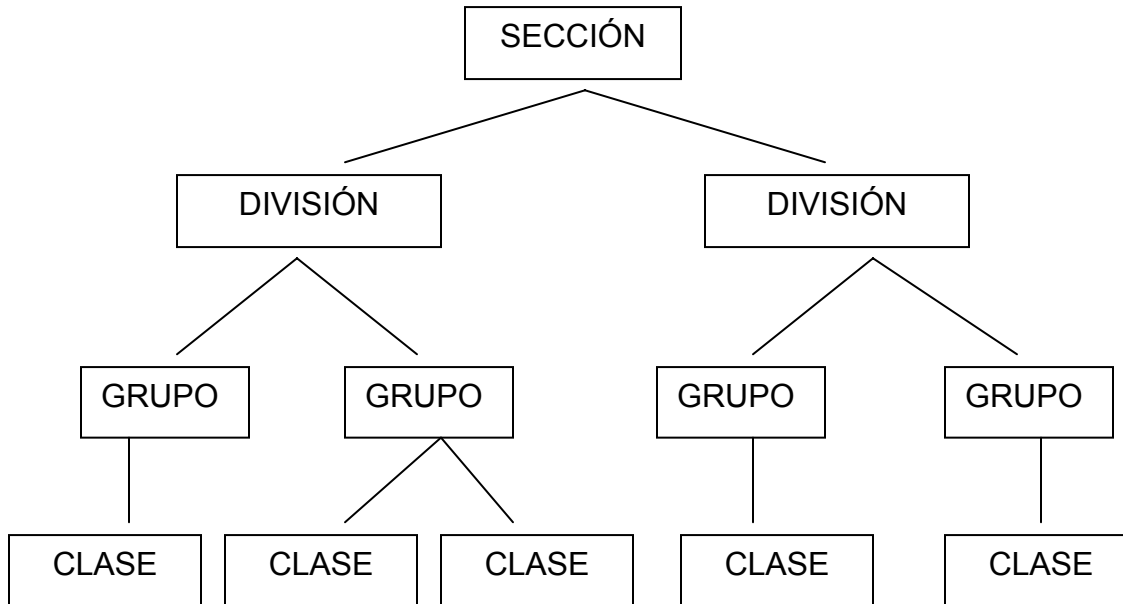 SECCIÓN
DIVISIÓN DIVISIÓN
GRUPO GRUPO GRUPO GRUPO
CLASE CLASE CLASE CLASE CLASE